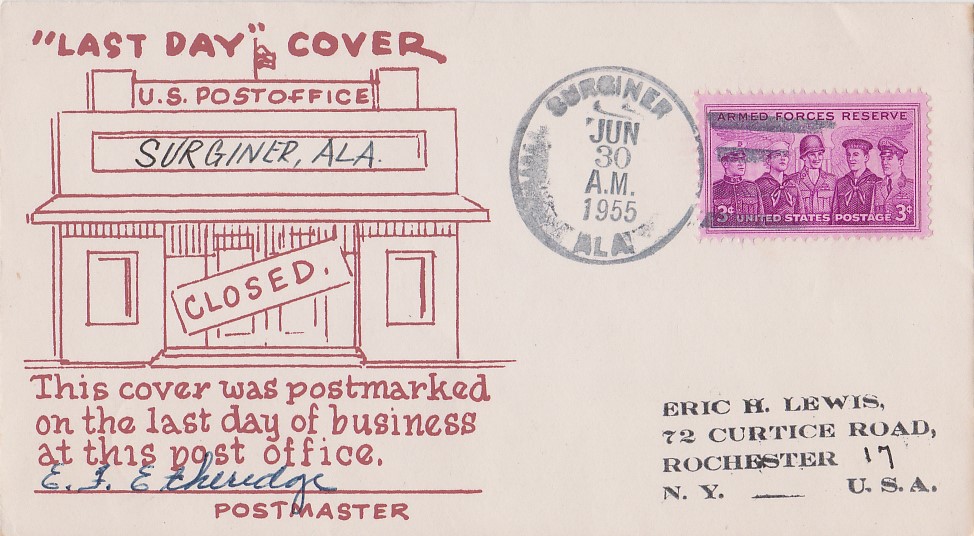 "LAST DAY" COVER
U.S. POSTOFFICE
SURGINER, ALA.
CLOSED.
This cover was postmarked
on the last day of business
at this post office.
E. F. Etheredge
POSTMASTER
SURGINER
JUN
30
A.M.
1955
ALA
ARMED FORCES RESERVE
3¢ UNITED STATES POSTAGE 3¢
ERIC H. LEWIS,
72 CURTICE ROAD,
ROCHESTER 17
N. Y. — U. S. A.